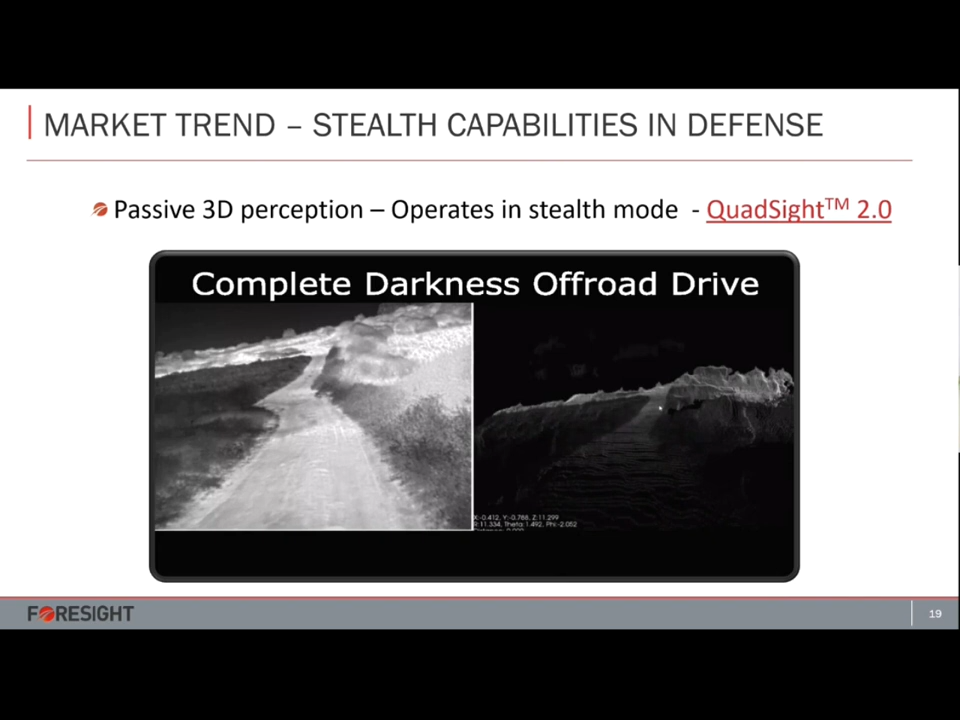 MARKET TREND – STEALTH CAPABILITIES IN DEFENSE
Passive 3D perception – Operates in stealth mode - QuadSight™ 2.0
Complete Darkness Offroad Drive
X:-0.412, Y:-0.766, Z:11.299
R:11.334, Theta:1.492, Phi:-2.062
FORESIGHT
19